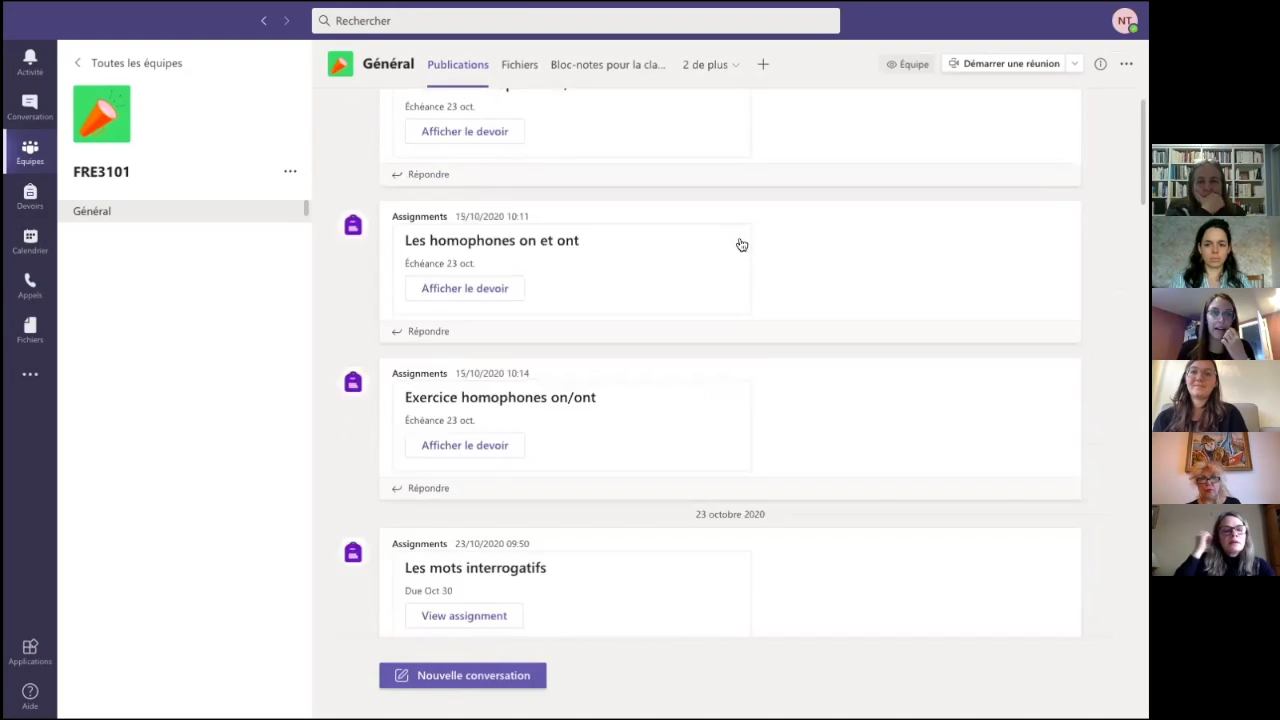 Rechercher
NT
Activité
Conversation
Équipes
Devoirs
Calendrier
Appels
Fichiers
Applications
Aide
Toutes les équipes
FRE3101
Général
Général
Publications
Fichiers
Bloc-notes pour la cla...
2 de plus
Équipe
Démarrer une réunion
Échéance 23 oct.
Afficher le devoir
Répondre
Assignments 15/10/2020 10:11
Les homophones on et ont
Échéance 23 oct.
Afficher le devoir
Répondre
Assignments 15/10/2020 10:14
Exercice homophones on/ont
Échéance 23 oct.
Afficher le devoir
Répondre
23 octobre 2020
Assignments 23/10/2020 09:50
Les mots interrogatifs
Due Oct 30
View assignment
Nouvelle conversation